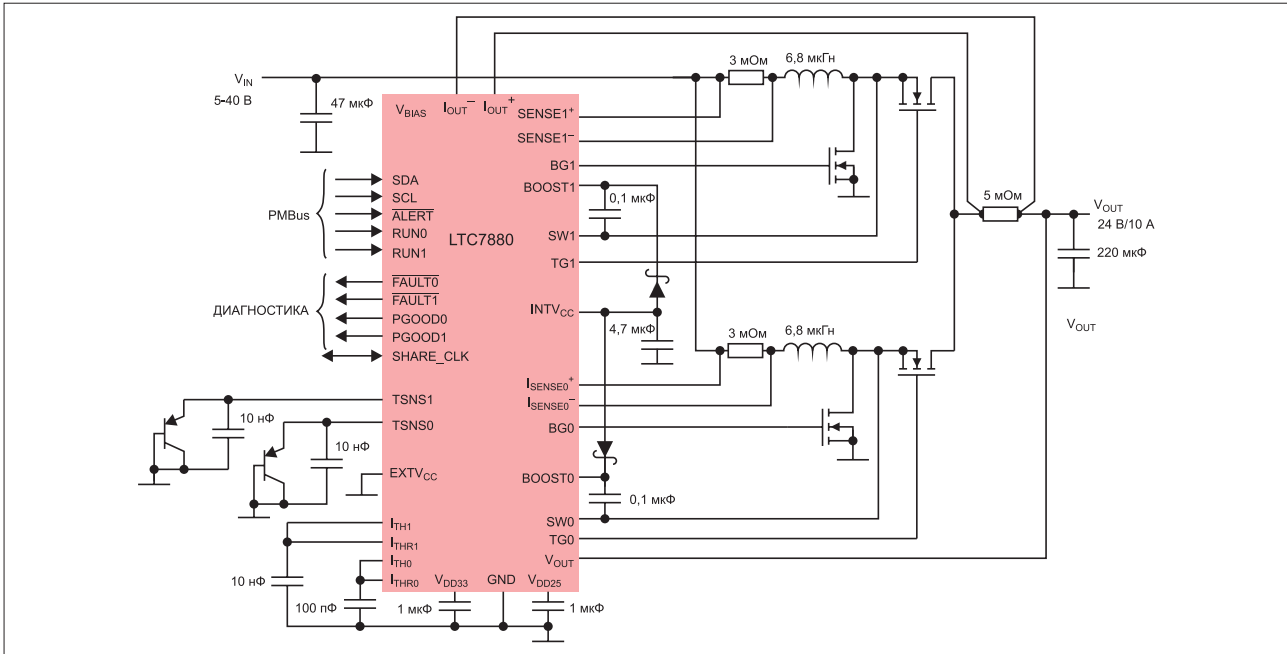 V_IN
5-40 В
47 мкФ
PMBus
ДИАГНОСТИКА
V_BIAS
I_OUT⁻
I_OUT⁺
SDA
SCL
ALERT
RUN0
RUN1
FAULT0
FAULT1
PGOOD0
PGOOD1
SHARE_CLK
TSNS1
TSNS0
EXTV_CC
I_TH1
I_THR1
I_TH0
I_THR0
V_DD33
GND
V_DD25
LTC7880
SENSE1⁺
SENSE1⁻
BG1
BOOST1
SW1
TG1
INTV_CC
I_SENSE0⁺
I_SENSE0⁻
BG0
BOOST0
SW0
TG0
V_OUT
10 нФ
10 нФ
10 нФ
100 пФ
1 мкФ
1 мкФ
0,1 мкФ
4,7 мкФ
0,1 мкФ
3 мОм
6,8 мкГн
3 мОм
6,8 мкГн
5 мОм
V_OUT
24 В/10 А
220 мкФ
V_OUT